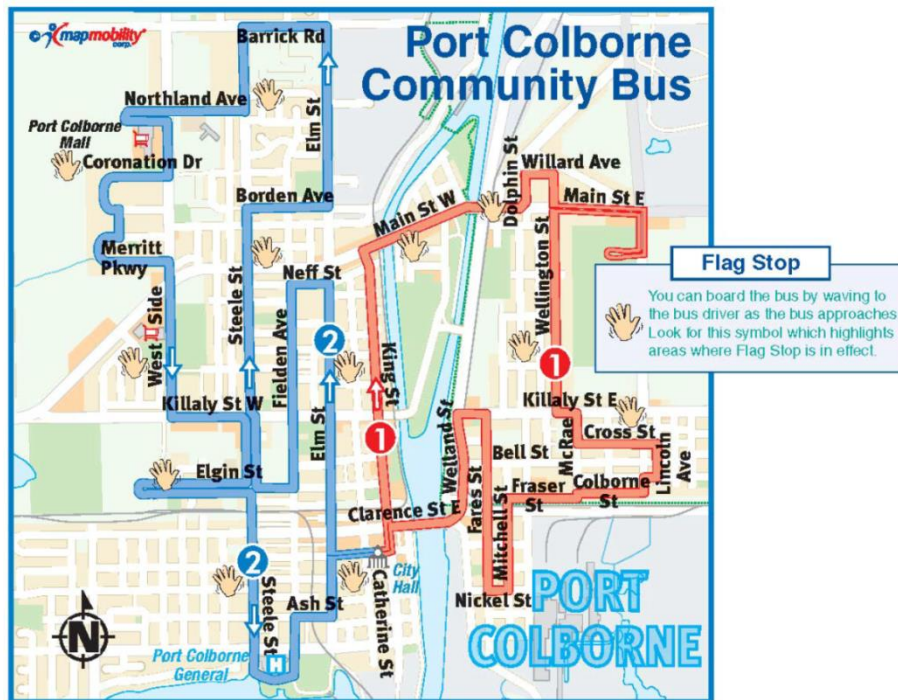 © mapmobility corp.
Port Colborne
Community Bus
Barrick Rd
Northland Ave
Elm St
Port Colborne
Mall
Coronation Dr
Willard Ave
Dolphin St
Main St E
Borden Ave
Main St W
Merritt
Pkwy
Neff St
Wellington St
Steele St
Flag Stop
You can board the bus by waving to
the bus driver as the bus approaches
Look for this symbol which highlights
areas where Flag Stop is in effect.
West Side
Fielden Ave
2
King St
1
Killaly St W
Killaly St E
Elm St
1
Welland St
Bell St
McRae
Cross St
Lincoln
Ave
Elgin St
Fares St
Mitchell St
Fraser
St
Colborne
St
Clarence St E
2
Steele St
City
Hall
Catherine St
Ash St
Nickel St
PORT
COLBORNE
N
Port Colborne
General
H